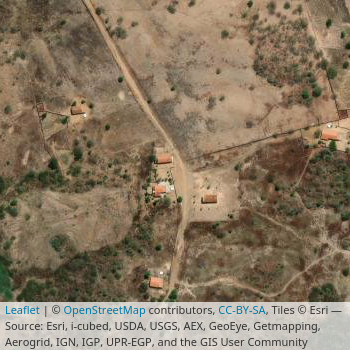 Leaflet | © OpenStreetMap contributors, CC-BY-SA, Tiles © Esri —
Source: Esri, i-cubed, USDA, USGS, AEX, GeoEye, Getmapping,
Aerogrid, IGN, IGP, UPR-EGP, and the GIS User Community